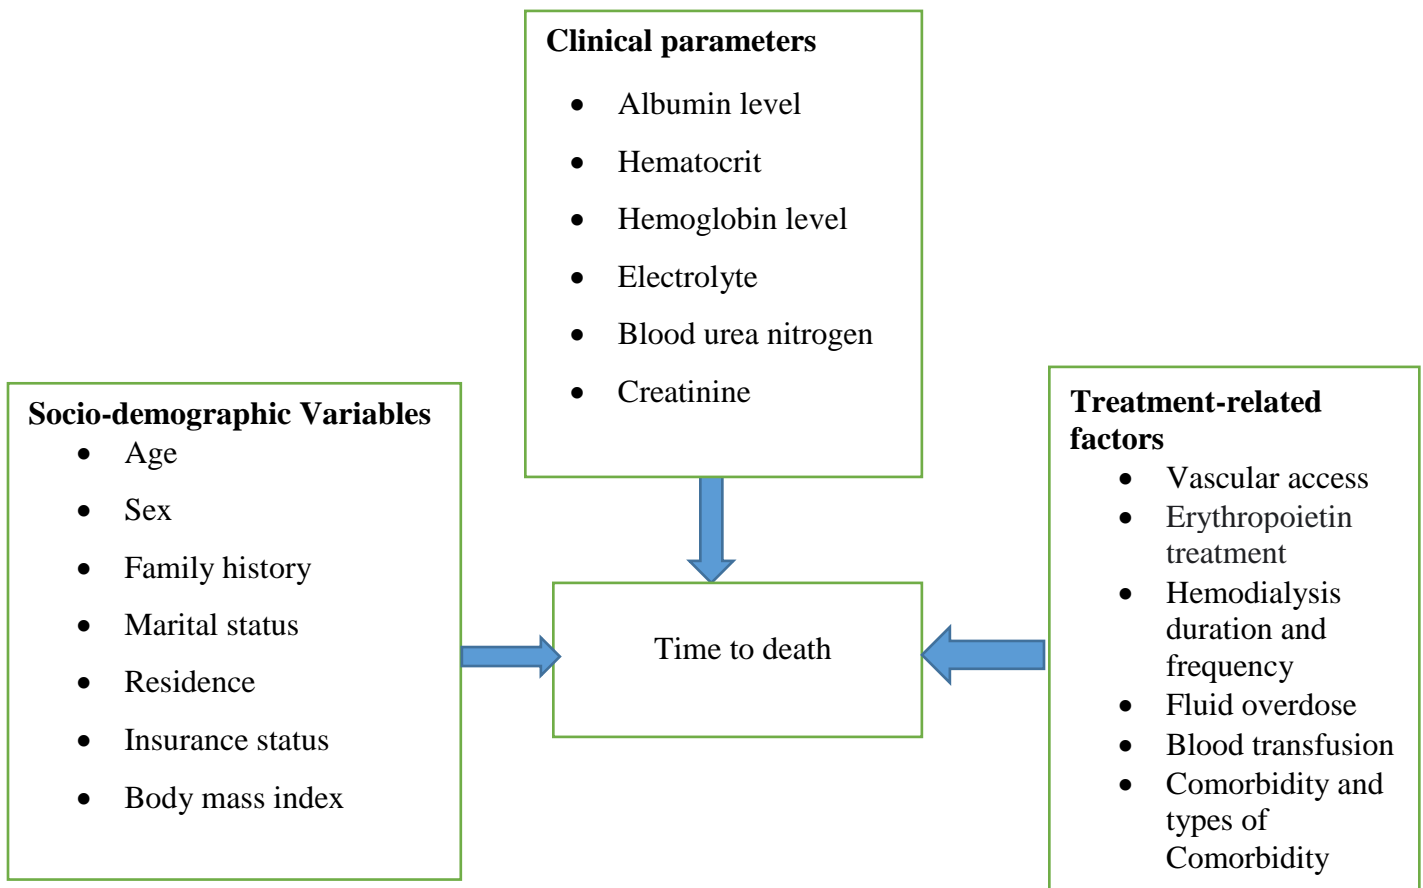 Clinical parameters
• Albumin level
• Hematocrit
• Hemoglobin level
• Electrolyte
• Blood urea nitrogen
• Creatinine
Socio-demographic Variables
• Age
• Sex
• Family history
• Marital status
• Residence
• Insurance status
• Body mass index
Time to death
Treatment-related
factors
• Vascular access
• Erythropoietin
treatment
• Hemodialysis
duration and
frequency
• Fluid overdose
• Blood transfusion
• Comorbidity and
types of
Comorbidity